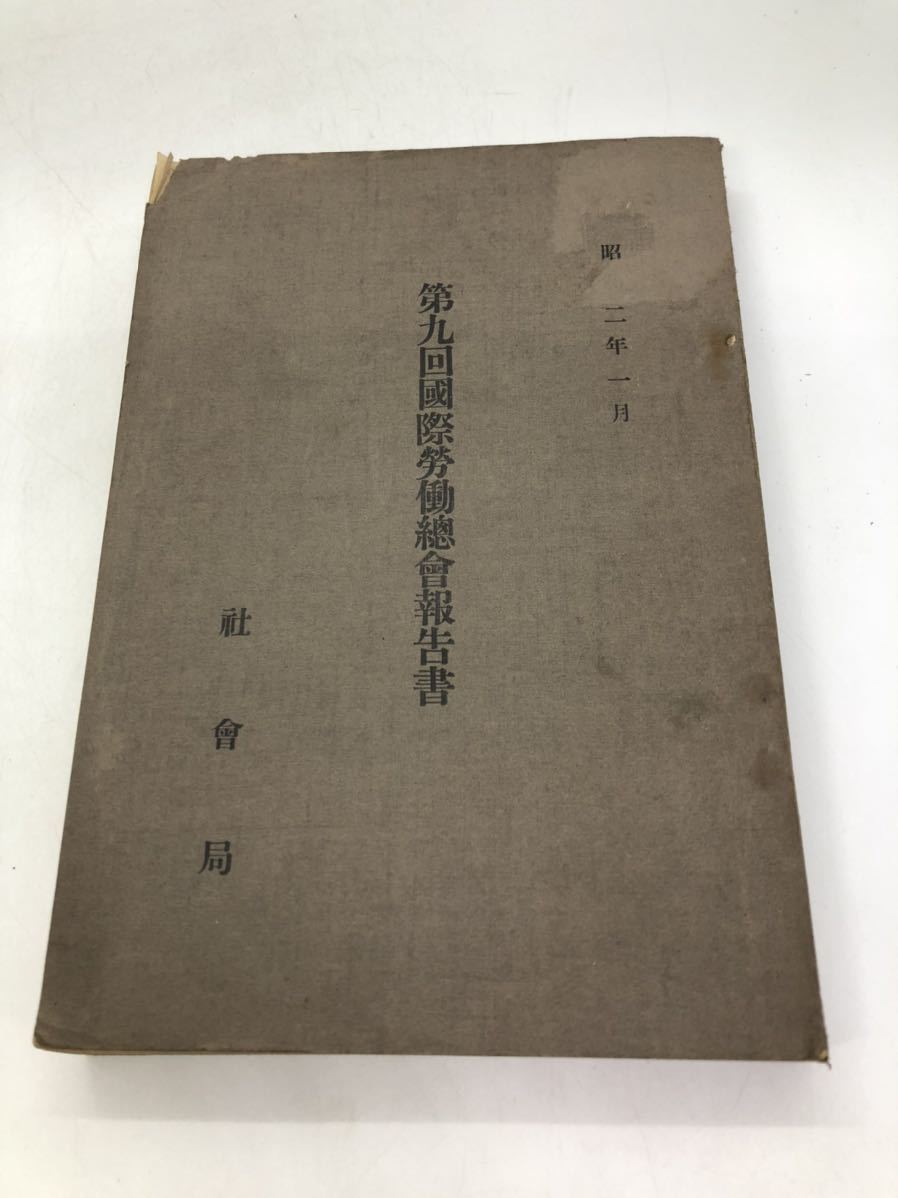 昭 二年一月
第九回國際勞働總會報告書
社會局